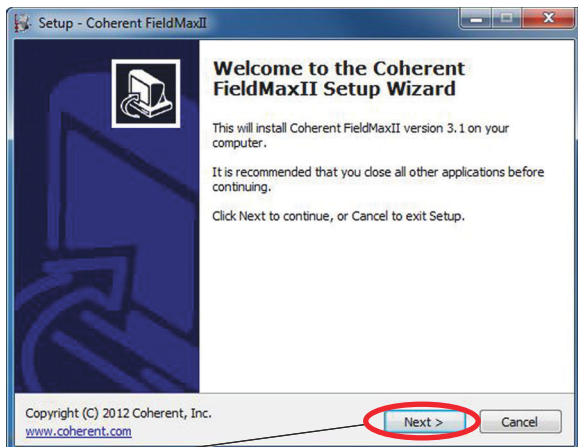 Setup - Coherent FieldMaxII
Welcome to the Coherent
FieldMaxII Setup Wizard
This will install Coherent FieldMaxII version 3.1 on your
computer.
It is recommended that you close all other applications before
continuing.
Click Next to continue, or Cancel to exit Setup.
Copyright (C) 2012 Coherent, Inc.
www.coherent.com
Next >
Cancel